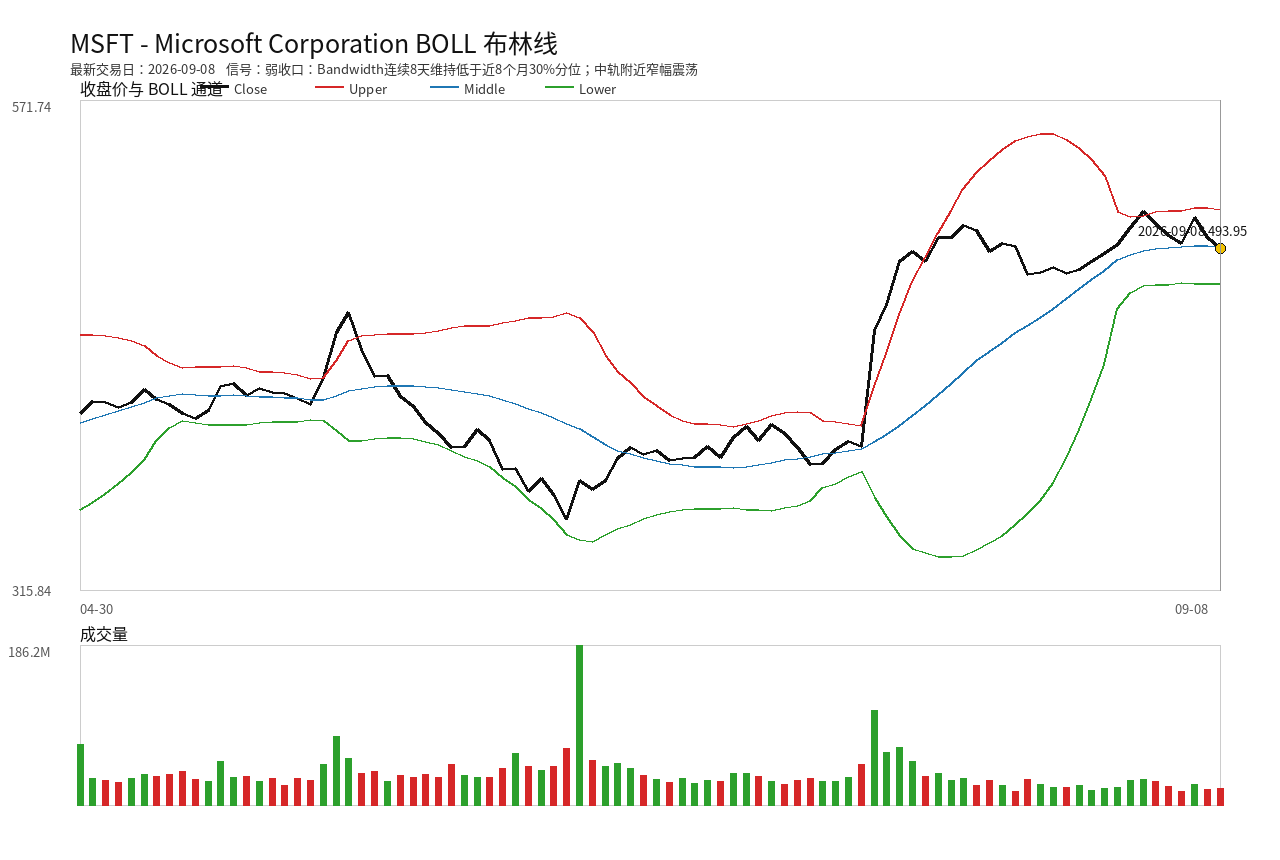 MSFT - Microsoft Corporation BOLL 布林线
最新交易日：2026-09-08 信号：弱收口：Bandwidth连续8天维持低于近8个月30%分位；中轨附近窄幅震荡
收盘价与 BOLL 通道 Close Upper Middle Lower
571.74
2026-09-08 493.95
315.84
04-30 09-08
成交量
186.2M